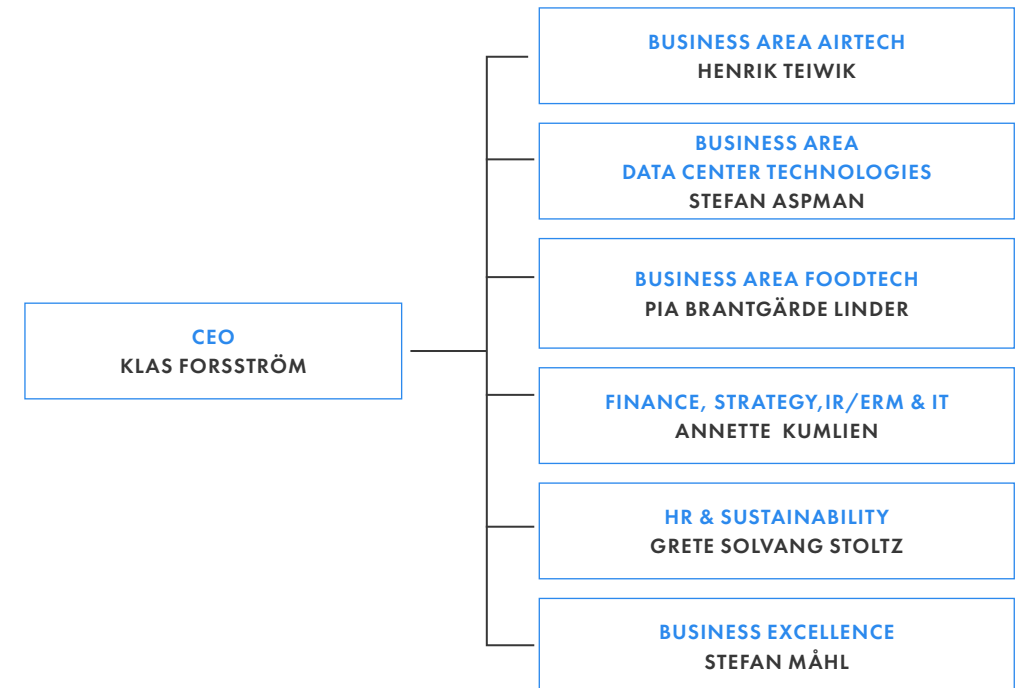 BUSINESS AREA AIRTECH
HENRIK TEIWIK
BUSINESS AREA
DATA CENTER TECHNOLOGIES
STEFAN ASPMAN
BUSINESS AREA FOODTECH
PIA BRANTGÄRDE LINDER
CEO
KLAS FORSSTRÖM
FINANCE, STRATEGY,IR/ERM & IT
ANNETTE KUMLIEN
HR & SUSTAINABILITY
GRETE SOLVANG STOLTZ
BUSINESS EXCELLENCE
STEFAN MÅHL